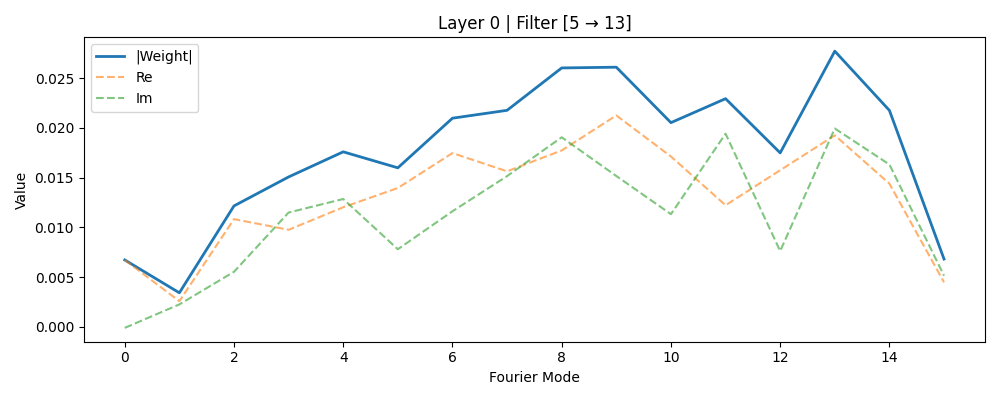 Layer 0 | Filter [5 → 13]
|Weight|
Re
Im
Value
0.025
0.020
0.015
0.010
0.005
0.000
0 2 4 6 8 10 12 14
Fourier Mode